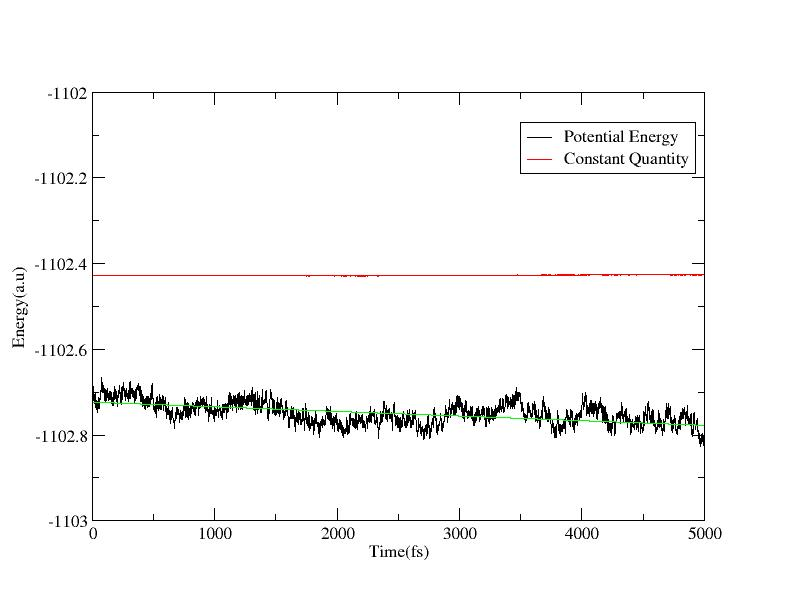 -1102
Potential Energy
Constant Quantity
-1102.2
-1102.4
Energy(a.u)
-1102.6
-1102.8
-1103
0 1000 2000 3000 4000 5000
Time(fs)